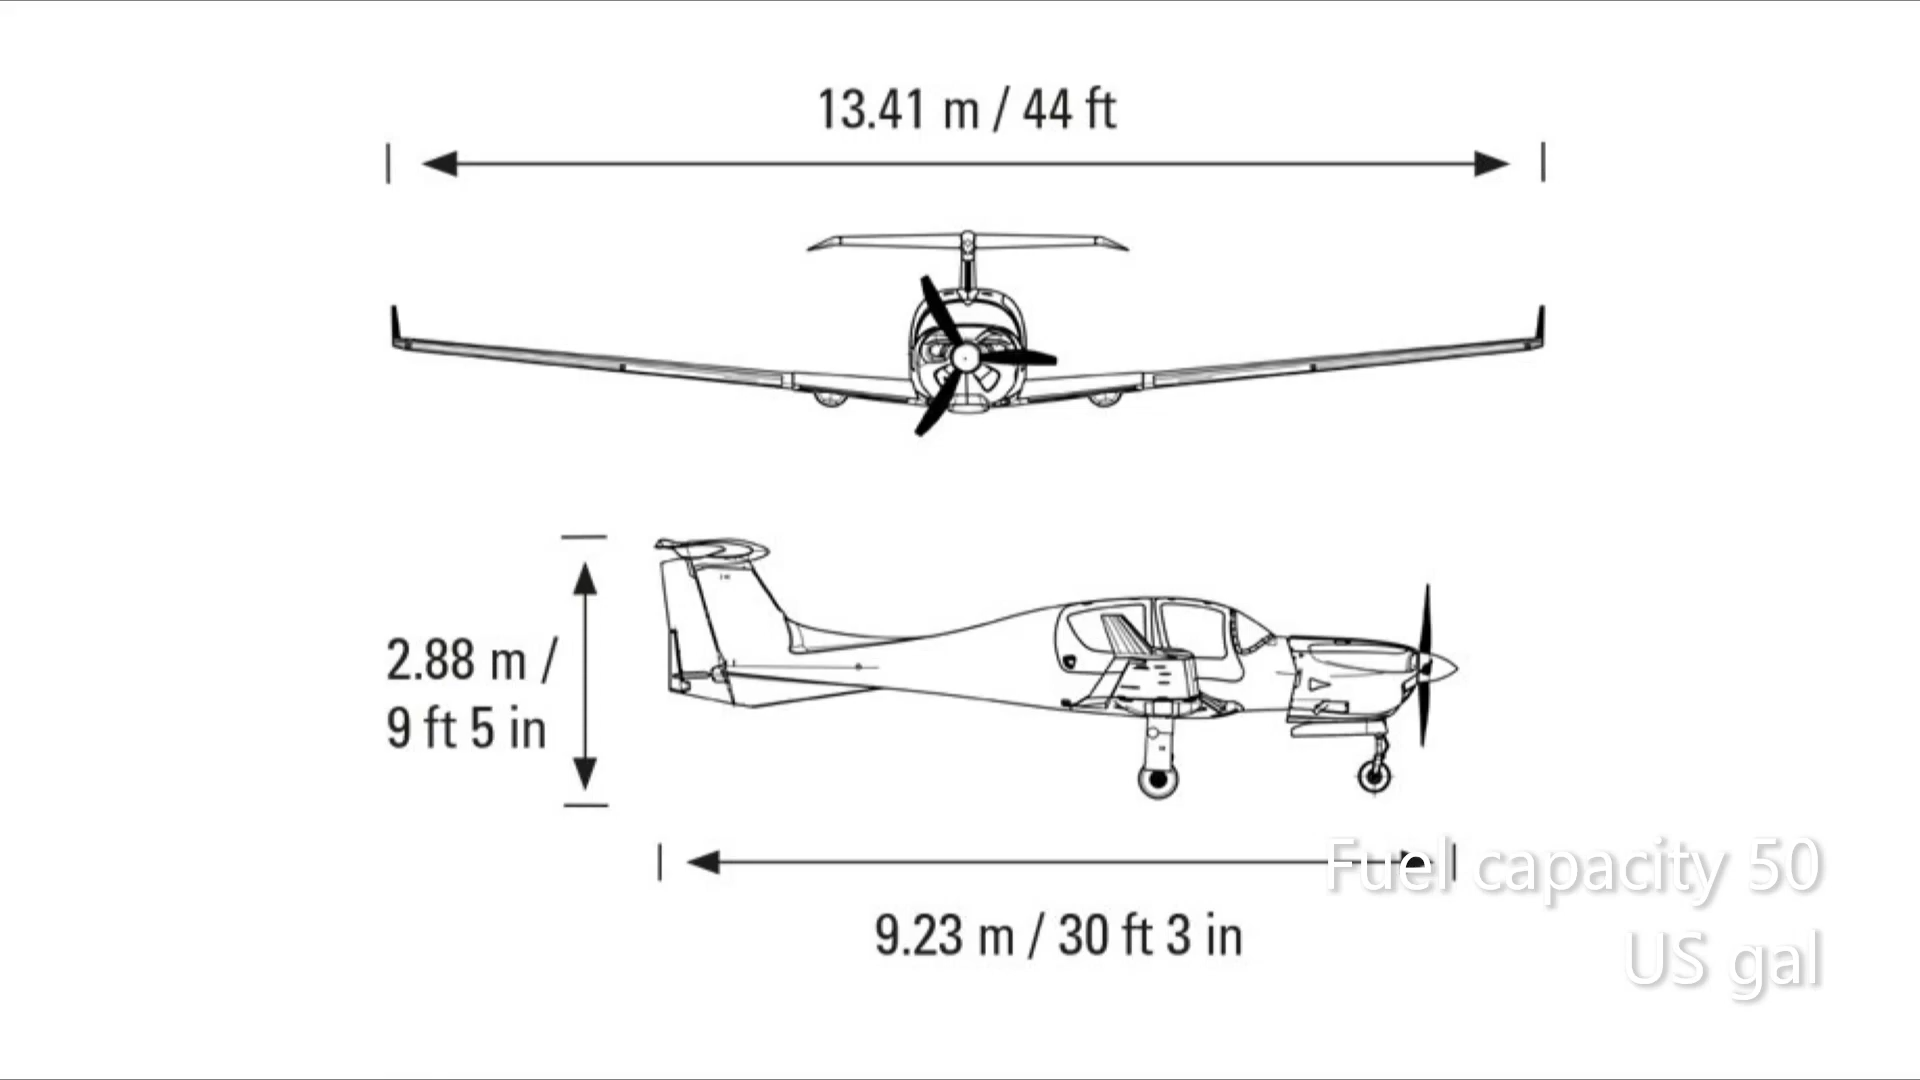 13.41 m / 44 ft
2.88 m /
9 ft 5 in
9.23 m / 30 ft 3 in
Fuel capacity 50
US gal